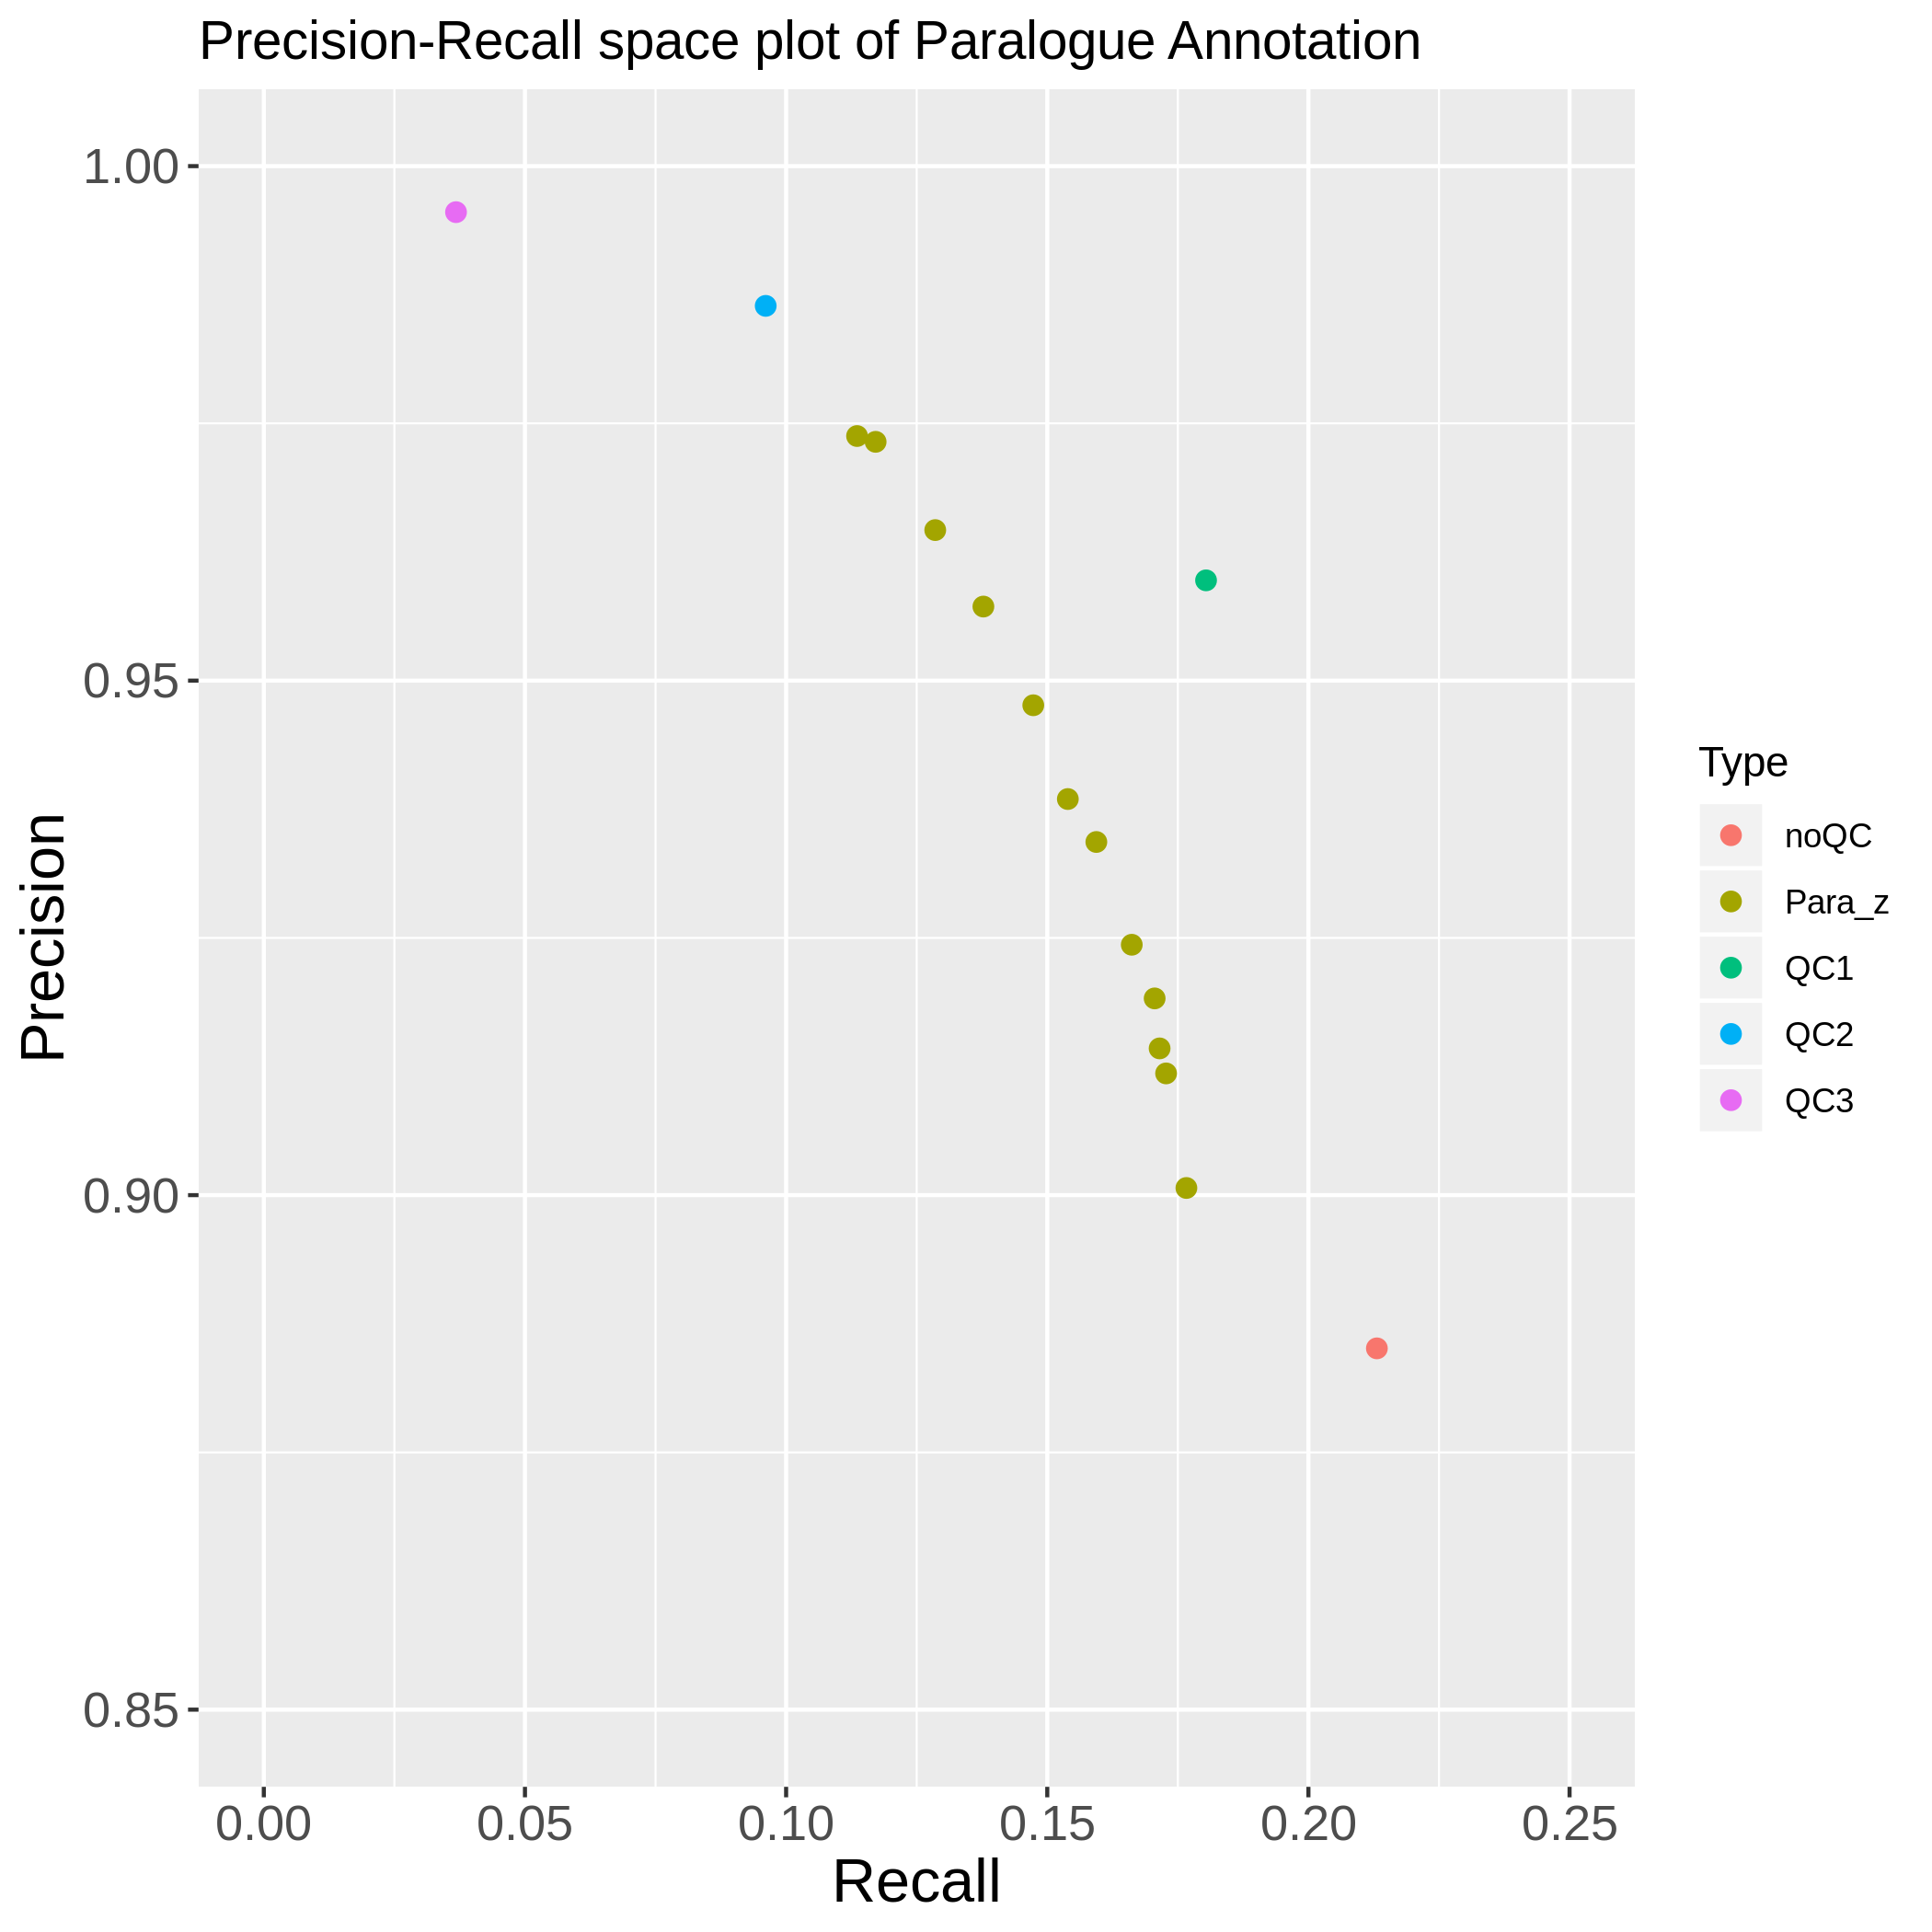 Precision-Recall space plot of Paralogue Annotation
1.00
0.95
0.90
0.85
Precision
0.00 0.05 0.10 0.15 0.20 0.25
Recall
Type
noQC
Para_z
QC1
QC2
QC3